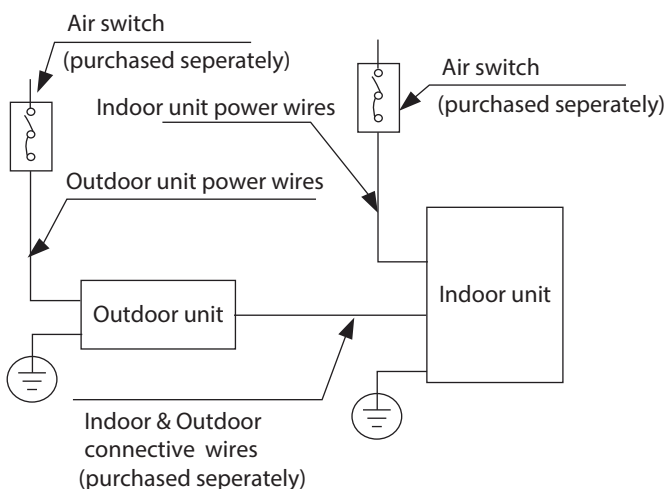 Air switch
(purchased seperately)
Air switch
(purchased seperately)
Indoor unit power wires
Outdoor unit power wires
Outdoor unit
Indoor unit
Indoor & Outdoor
connective wires
(purchased seperately)